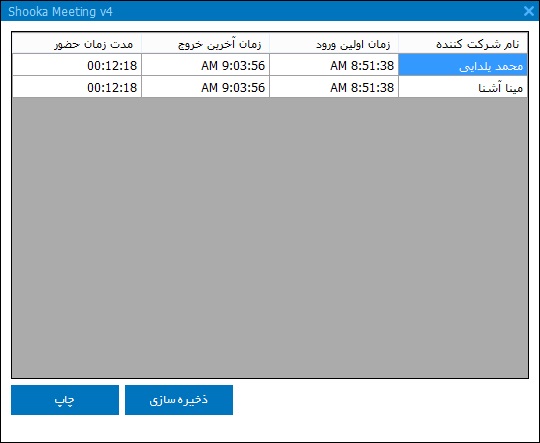 Shooka Meeting v4
نام شرکت کننده زمان اولین ورود زمان آخرین خروج مدت زمان حضور
محمد یلدایی AM 8:51:38 AM 9:03:56 00:12:18
مینا آشنا AM 8:51:38 AM 9:03:56 00:12:18
ذخیره سازی چاپ